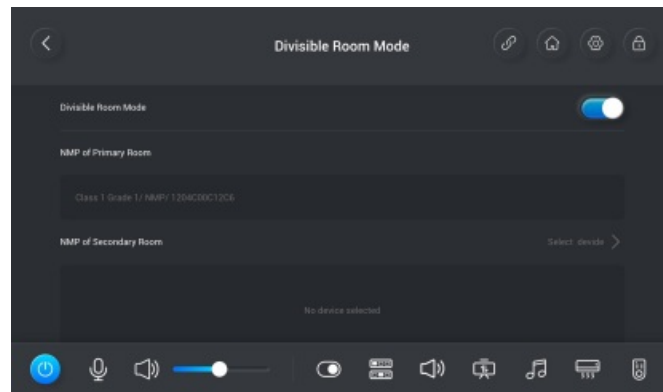 Divisible Room Mode
Divisible Room Mode
NMP of Primary Room
Class 1 Grade 1/ NMP/ 1204C00C12C6
NMP of Secondary Room
Select devide
No device selected